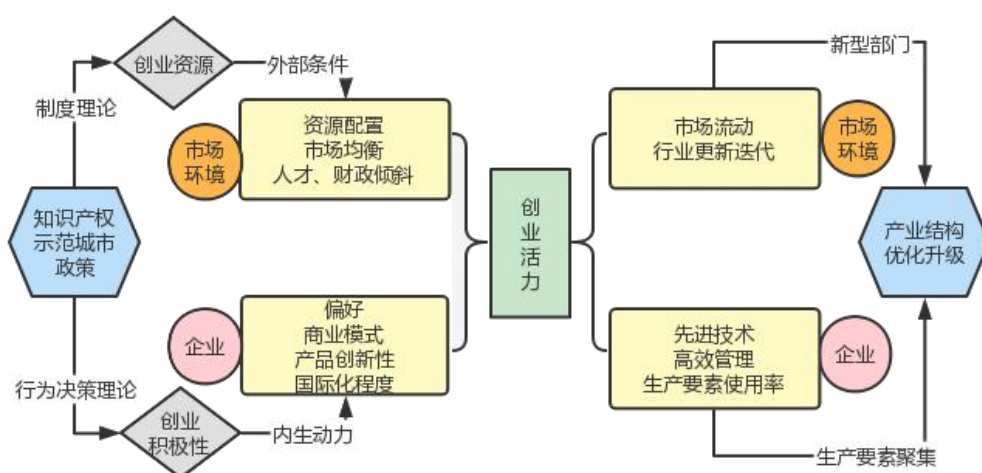 创业资源
外部条件
制度理论
市场
环境
资源配置
市场均衡
人才、财政倾斜
知识产权
示范城市
政策
企业
偏好
商业模式
产品创新性
国际化程度
行为决策理论
创业
积极性
内生动力
创
业
活
力
新型部门
市场流动
行业更新迭代
市场
环境
产业结构
优化升级
先进技术
高效管理
生产要素使用率
企业
生产要素聚集